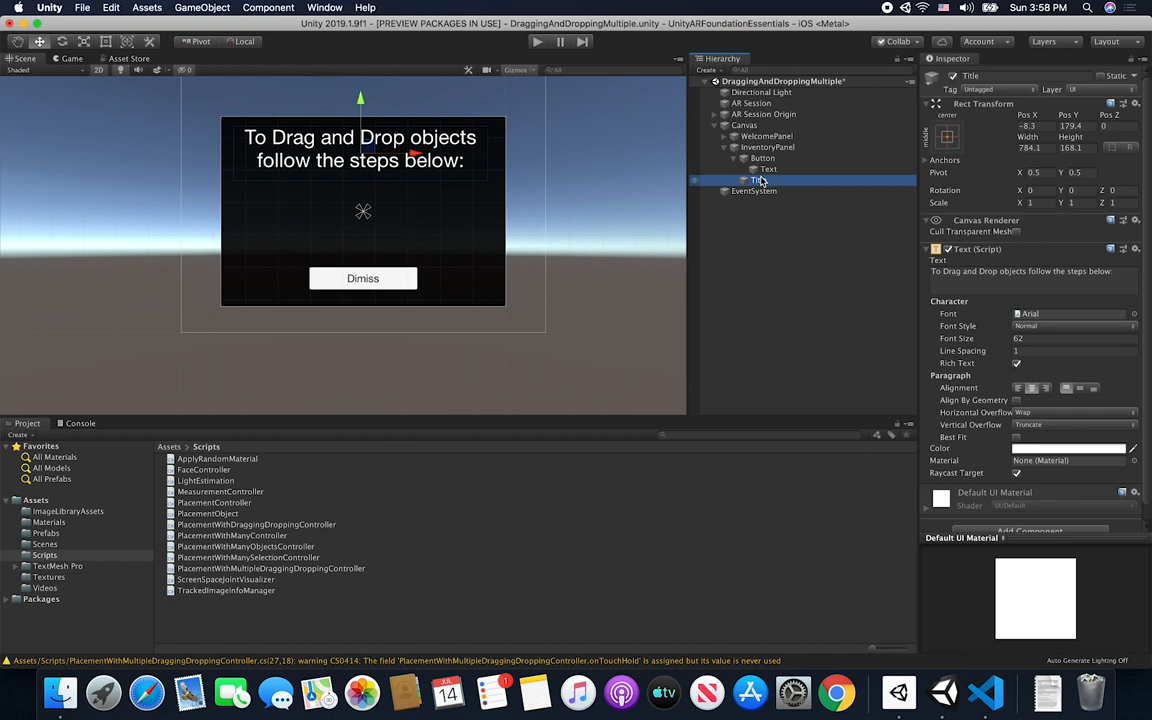 Unity File Edit Assets GameObject Component Window Help Sun 3:58 PM
Unity 2019.1.9f1 - [PREVIEW PACKAGES IN USE] - DraggingAndDroppingMultiple.unity - UnityARFoundationEssentials - iOS <Metal>
Pivot Local Collab Account Layers Layout
Scene Game Asset Store
Shaded 2D 0 Gizmos All
To Drag and Drop objects
follow the steps below:
Dimiss
Hierarchy
Create All
DraggingAndDroppingMultiple*
Directional Light
AR Session
AR Session Origin
Canvas
WelcomePanel
InventoryPanel
Button
Text
EventSystem
Inspector
Title Static
Tag Untagged Layer UI
Rect Transform
center Pos X Pos Y Pos Z
middle -8.3 179.4 0
Width Height
784.1 168.1 R
Anchors
Pivot X 0.5 Y 0.5
Rotation X 0 Y 0 Z 0
Scale X 1 Y 1 Z 1
Canvas Renderer
Cull Transparent Mesh
Text (Script)
Text
To Drag and Drop objects follow the steps below:
Character
Font Arial
Font Style Normal
Font Size 62
Line Spacing 1
Rich Text
Paragraph
Alignment
Align By Geometry
Horizontal Overflow Wrap
Vertical Overflow Truncate
Best Fit
Color
Material None (Material)
Raycast Target
Default UI Material
Shader UI/Default
Add Component
Default UI Material
Project Console
Create
Favorites
All Materials
All Models
All Prefabs
Assets
ImageLibraryAssets
Materials
Prefabs
Scenes
Scripts
TextMesh Pro
Textures
Videos
Packages
Assets > Scripts
ApplyRandomMaterial
FaceController
LightEstimation
MeasurementController
PlacementController
PlacementObject
PlacementWithDraggingDroppingController
PlacementWithManyController
PlacementWithManyObjectsController
PlacementWithManySelectionController
PlacementWithMultipleDraggingDroppingController
ScreenSpaceJointVisualizer
TrackedImageInfoManager
Assets/Scripts/PlacementWithMultipleDraggingDroppingController.cs(27,18): warning CS0414: The field 'PlacementWithMultipleDraggingDroppingController.onTouchHold' is assigned but its value is never used
Auto Generate Lighting Off
JUL
14
1
tv